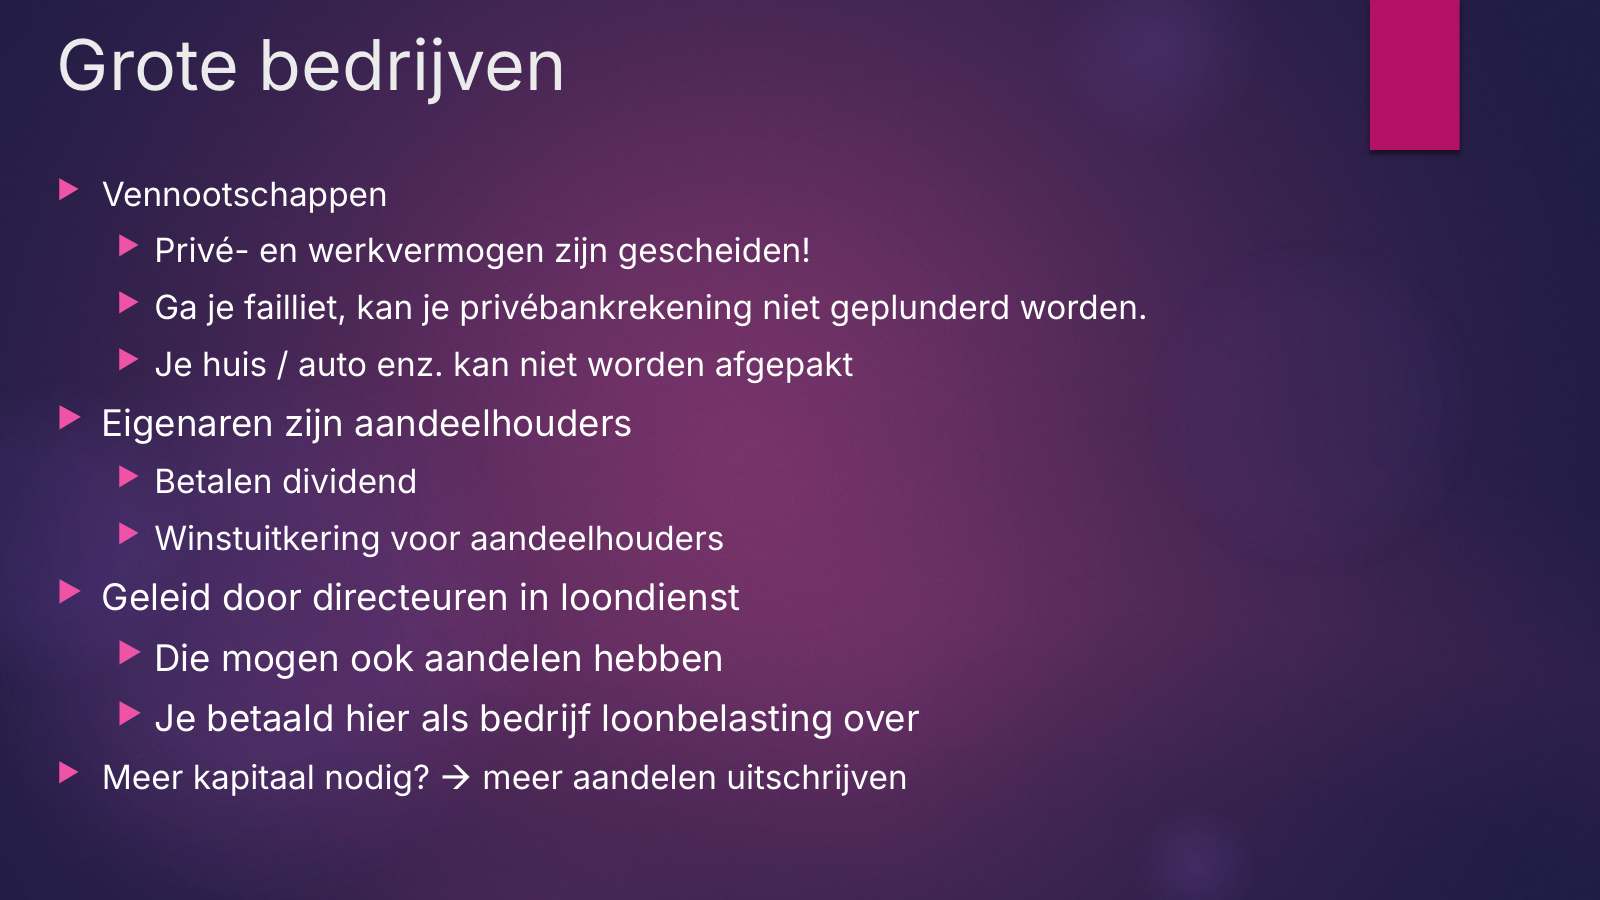 Grote bedrijven
Vennootschappen
Privé- en werkvermogen zijn gescheiden!
Ga je failliet, kan je privébankrekening niet geplunderd worden.
Je huis / auto enz. kan niet worden afgepakt
Eigenaren zijn aandeelhouders
Betalen dividend
Winstuitkering voor aandeelhouders
Geleid door directeuren in loondienst
Die mogen ook aandelen hebben
Je betaald hier als bedrijf loonbelasting over
Meer kapitaal nodig? → meer aandelen uitschrijven